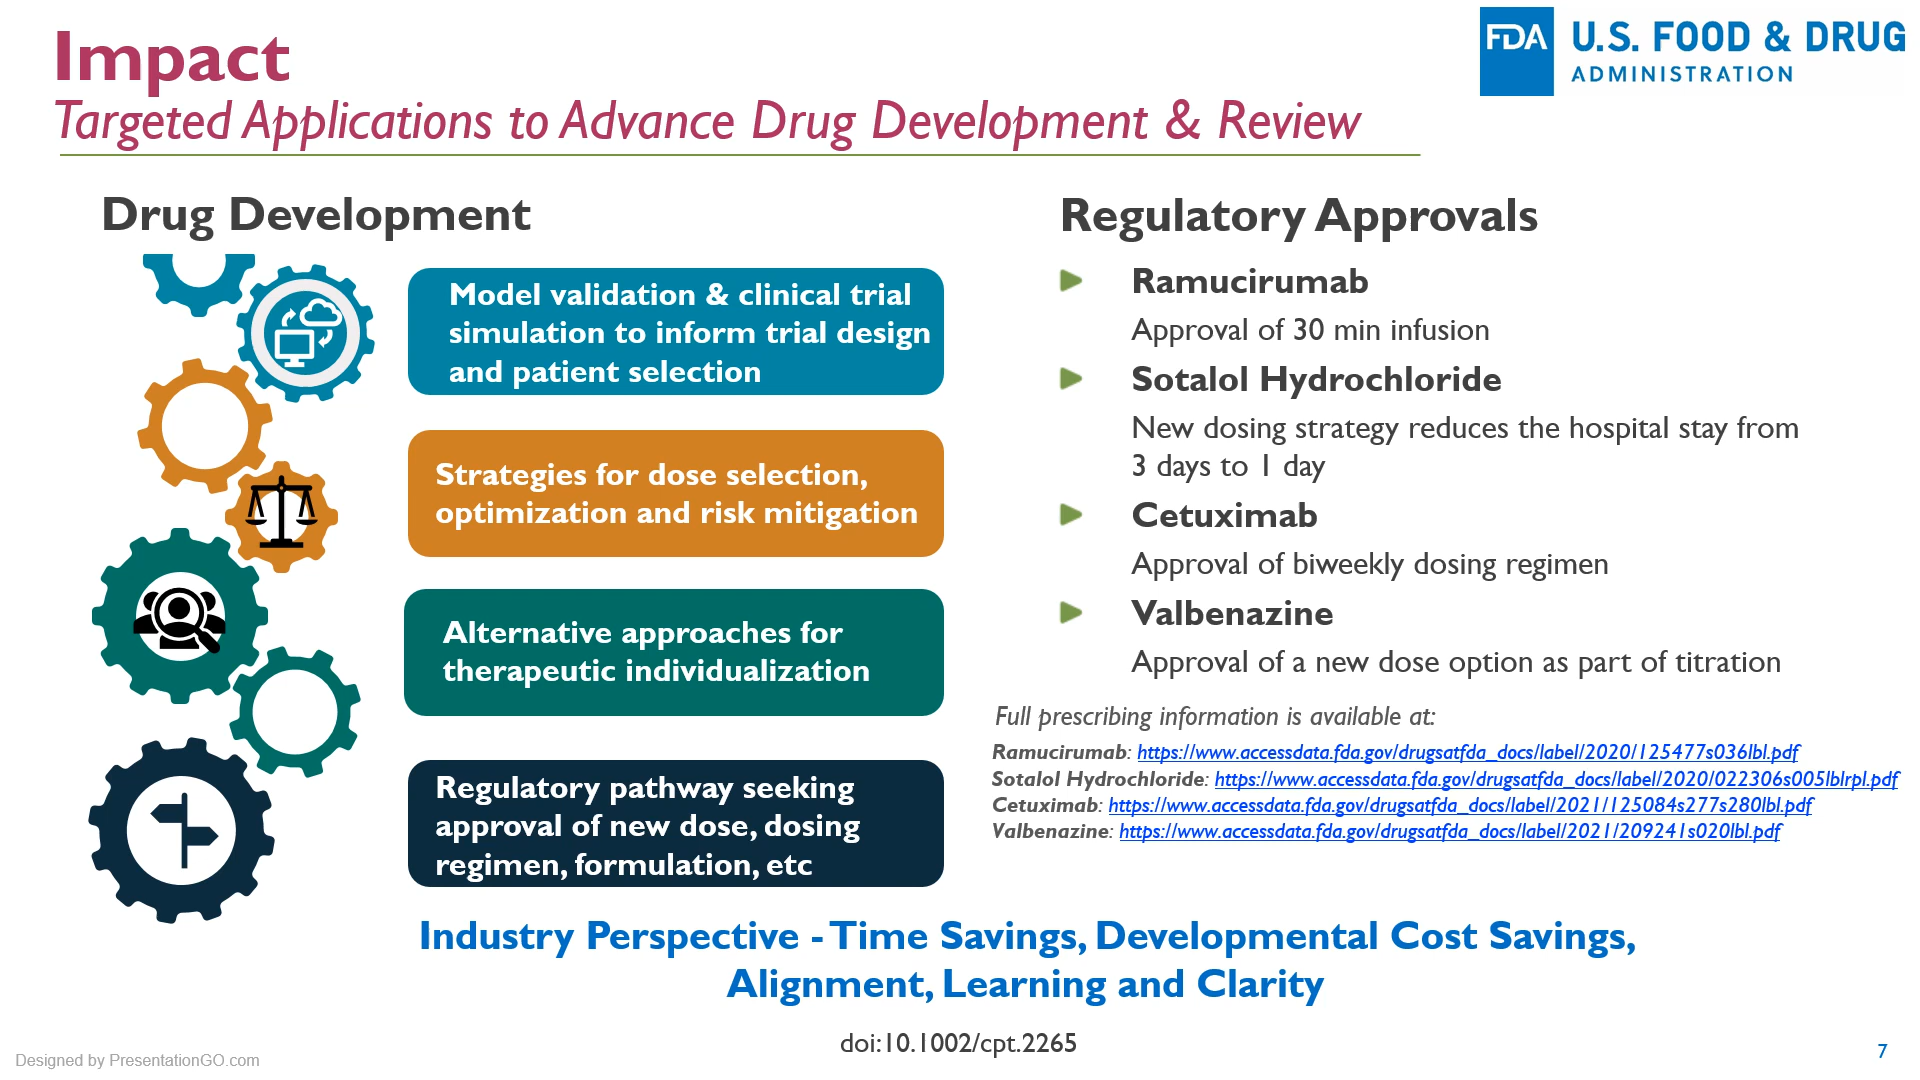 Impact
Targeted Applications to Advance Drug Development & Review
FDA
U.S. FOOD & DRUG
ADMINISTRATION
Drug Development
Model validation & clinical trial
simulation to inform trial design
and patient selection
Strategies for dose selection,
optimization and risk mitigation
Alternative approaches for
therapeutic individualization
Regulatory pathway seeking
approval of new dose, dosing
regimen, formulation, etc
Regulatory Approvals
Ramucirumab
Approval of 30 min infusion
Sotalol Hydrochloride
New dosing strategy reduces the hospital stay from
3 days to 1 day
Cetuximab
Approval of biweekly dosing regimen
Valbenazine
Approval of a new dose option as part of titration
Full prescribing information is available at:
Ramucirumab: https://www.accessdata.fda.gov/drugsatfda_docs/label/2020/125477s036lbl.pdf
Sotalol Hydrochloride: https://www.accessdata.fda.gov/drugsatfda_docs/label/2020/022306s005lblrpl.pdf
Cetuximab: https://www.accessdata.fda.gov/drugsatfda_docs/label/2021/125084s277s280lbl.pdf
Valbenazine: https://www.accessdata.fda.gov/drugsatfda_docs/label/2021/209241s020lbl.pdf
Industry Perspective - Time Savings, Developmental Cost Savings,
Alignment, Learning and Clarity
doi:10.1002/cpt.2265
Designed by PresentationGO.com
7